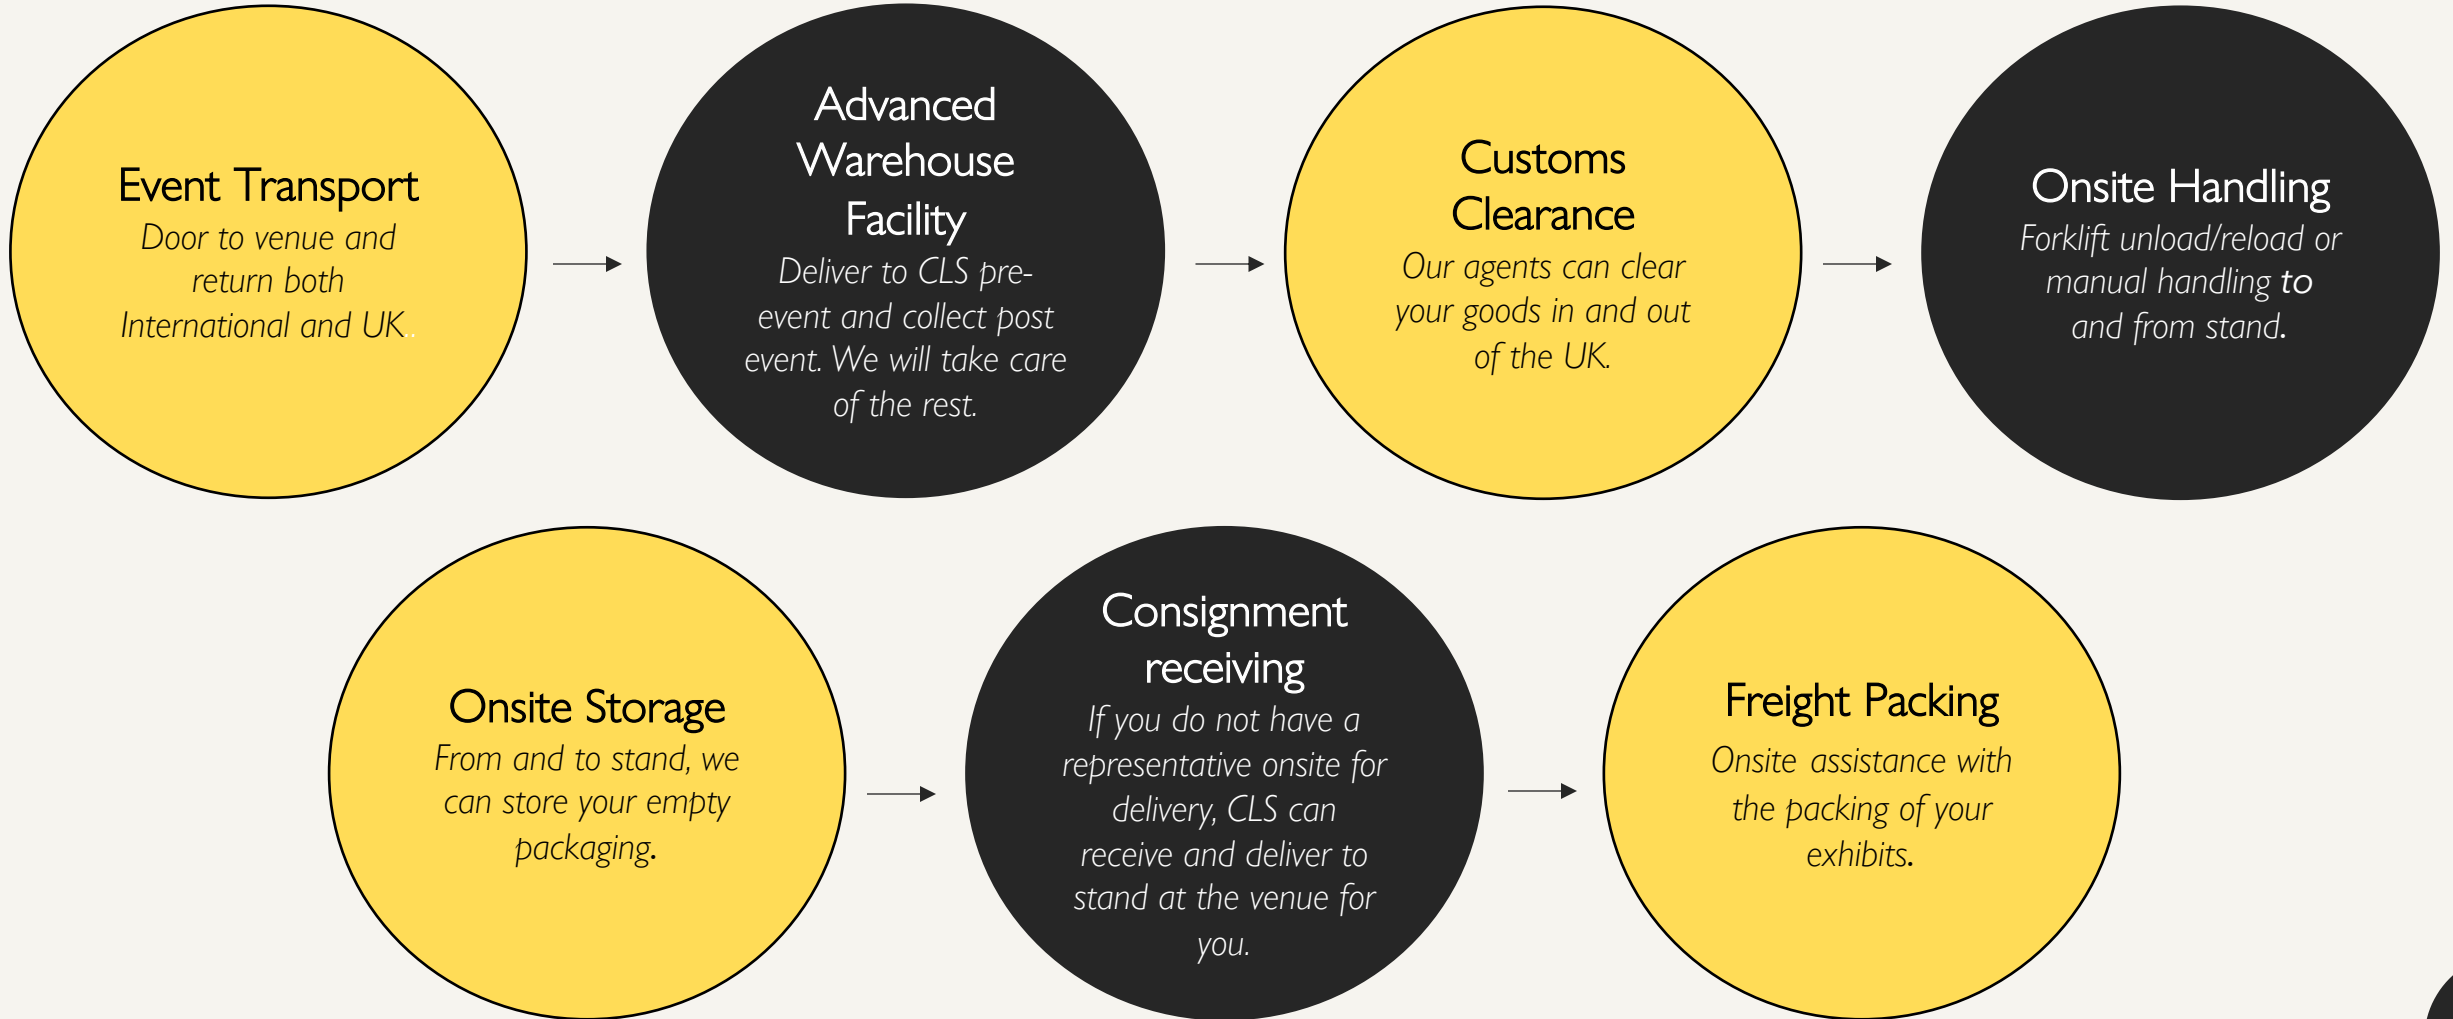 Event Transport
Door to venue and
return both
International and UK..
Advanced
Warehouse
Facility
Deliver to CLS pre-
event and collect post
event. We will take care
of the rest.
Customs
Clearance
Our agents can clear
your goods in and out
of the UK.
Onsite Handling
Forklift unload/reload or
manual handling to
and from stand.
Onsite Storage
From and to stand, we
can store your empty
packaging.
Consignment
receiving
If you do not have a
representative onsite for
delivery, CLS can
receive and deliver to
stand at the venue for
you.
Freight Packing
Onsite assistance with
the packing of your
exhibits.